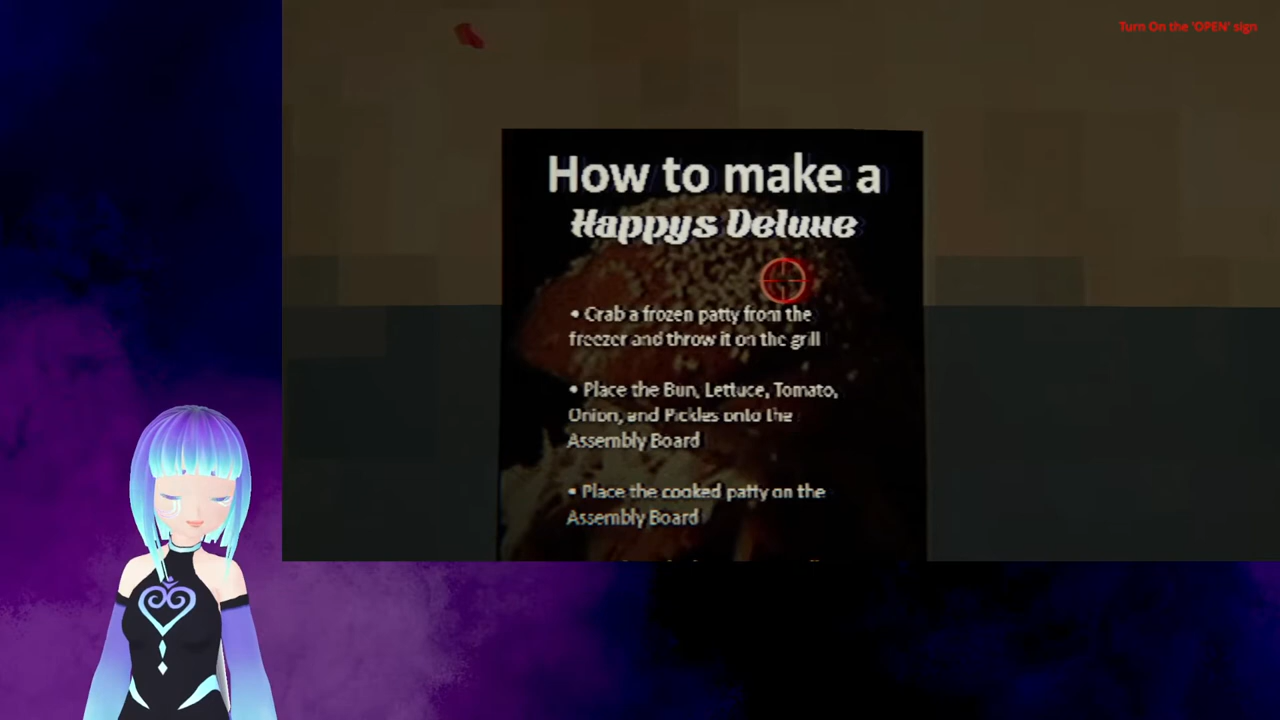 Turn On the 'OPEN' sign
How to make a
Happys Deluxe
• Grab a frozen patty from the
freezer and throw it on the grill
• Place the Bun, Lettuce, Tomato,
Onion, and Pickles onto the
Assembly Board
• Place the cooked patty on the
Assembly Board